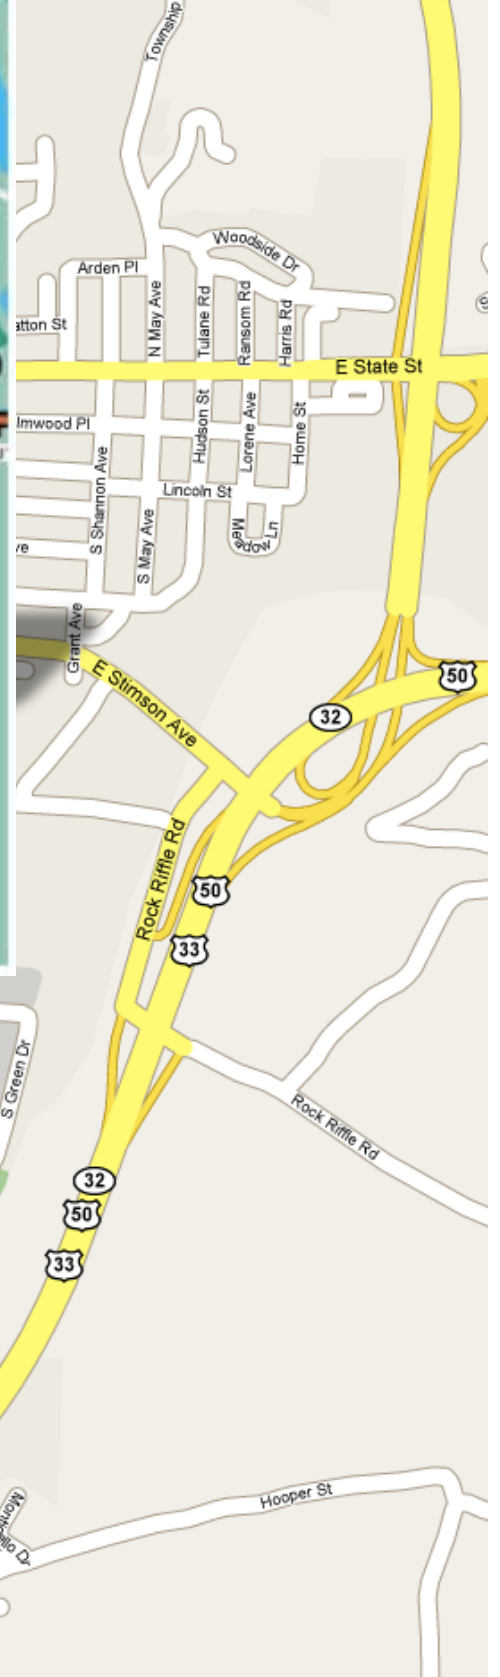 Township
Woodside Dr
Arden Pl
N May Ave
Tulane Rd
Ransom Rd
Harris Rd
atton St
E State St
lmwood Pl
Hudson St
Lorene Ave
Home St
S Shannon Ave
Lincoln St
S May Ave
Meadow Ln
ve
Grant Ave
E Stimson Ave
50
32
Rock Riffle Rd
50
33
S Green Dr
Rock Riffle Rd
32
50
33
Hooper St